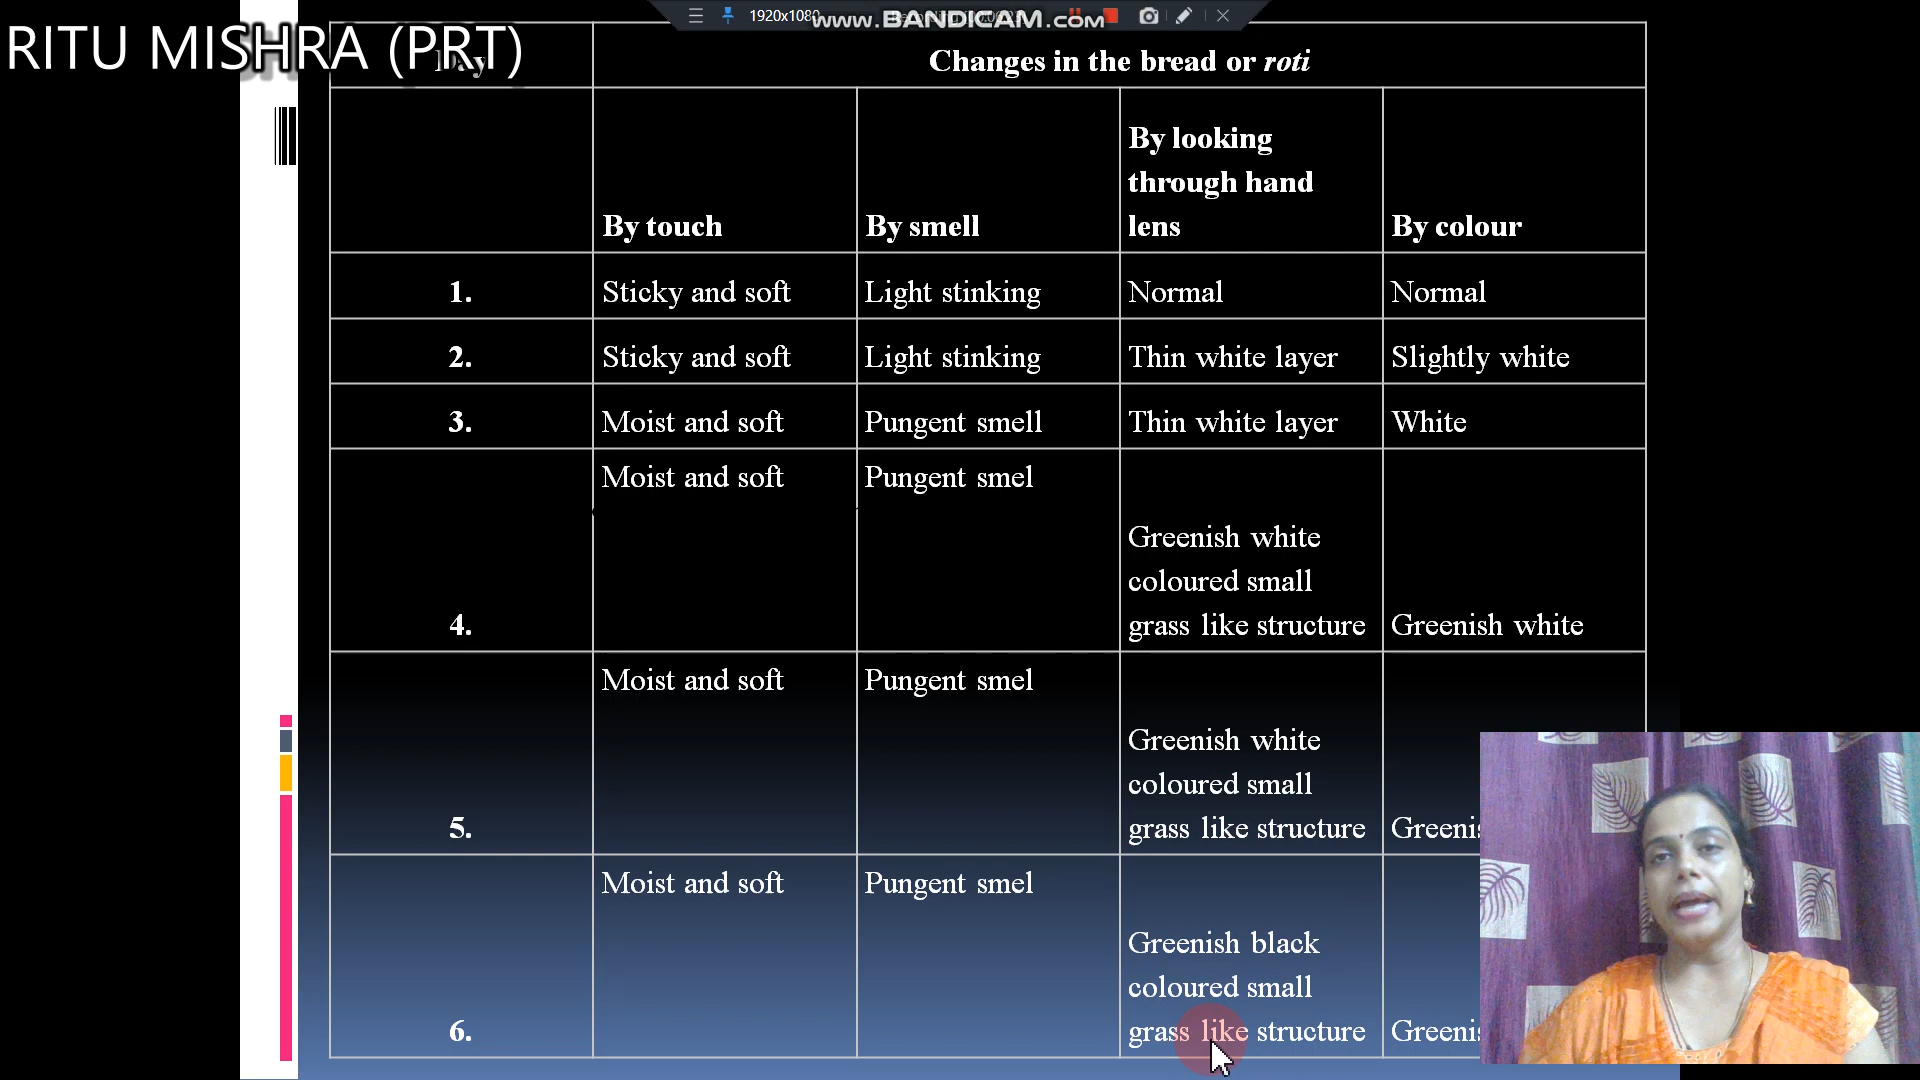 1920x1080
www.BANDICAM.com
RITU MISHRA (PRT)
Day
Changes in the bread or roti
By touch
By smell
By looking
through hand
lens
By colour
1.
Sticky and soft
Light stinking
Normal
Normal
2.
Sticky and soft
Light stinking
Thin white layer
Slightly white
3.
Moist and soft
Pungent smell
Thin white layer
White
4.
Moist and soft
Pungent smel
Greenish white
coloured small
grass like structure
Greenish white
5.
Moist and soft
Pungent smel
Greenish white
coloured small
grass like structure
6.
Moist and soft
Pungent smel
Greenish black
coloured small
grass like structure